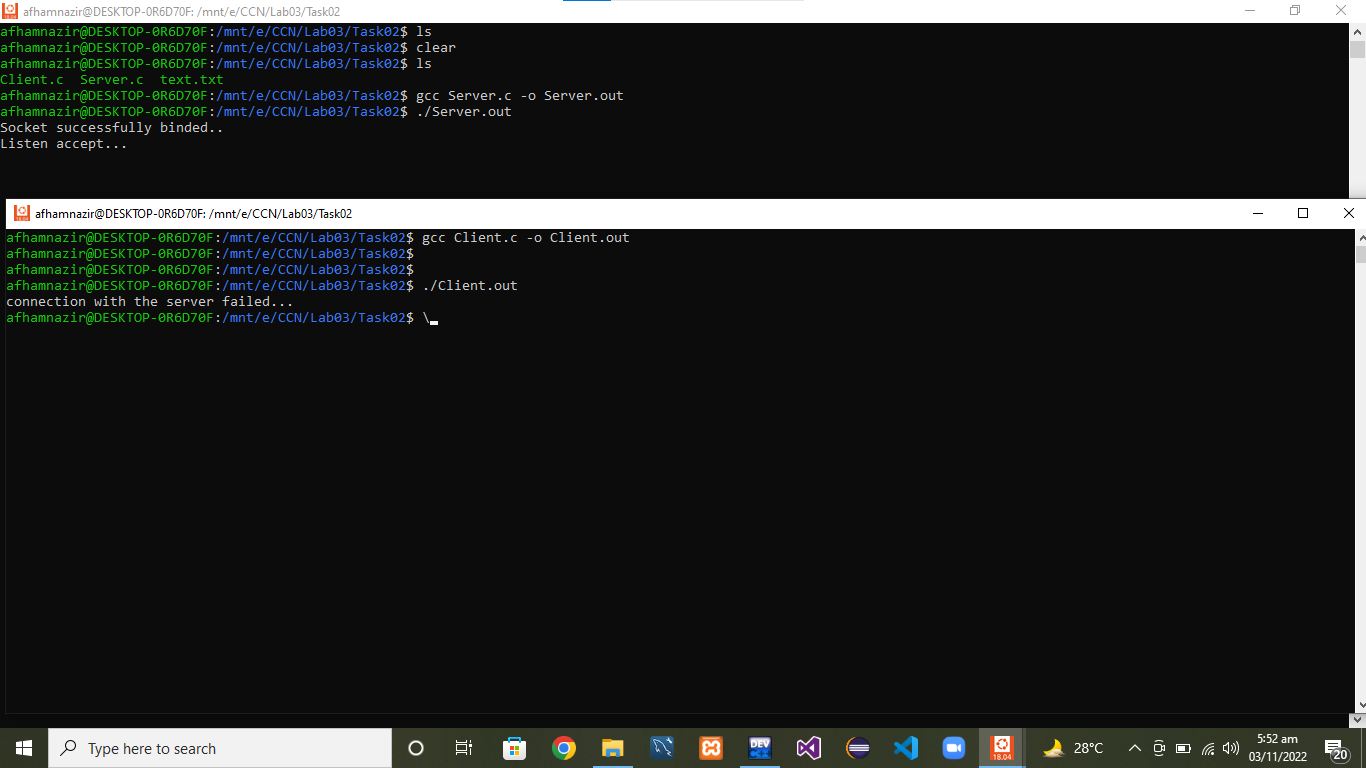 afhamnazir@DESKTOP-0R6D70F: /mnt/e/CCN/Lab03/Task02
afhamnazir@DESKTOP-0R6D70F:/mnt/e/CCN/Lab03/Task02$ ls
afhamnazir@DESKTOP-0R6D70F:/mnt/e/CCN/Lab03/Task02$ clear
afhamnazir@DESKTOP-0R6D70F:/mnt/e/CCN/Lab03/Task02$ ls
Client.c  Server.c  text.txt
afhamnazir@DESKTOP-0R6D70F:/mnt/e/CCN/Lab03/Task02$ gcc Server.c -o Server.out
afhamnazir@DESKTOP-0R6D70F:/mnt/e/CCN/Lab03/Task02$ ./Server.out
Socket successfully binded..
Listen accept...
afhamnazir@DESKTOP-0R6D70F: /mnt/e/CCN/Lab03/Task02
afhamnazir@DESKTOP-0R6D70F:/mnt/e/CCN/Lab03/Task02$ gcc Client.c -o Client.out
afhamnazir@DESKTOP-0R6D70F:/mnt/e/CCN/Lab03/Task02$
afhamnazir@DESKTOP-0R6D70F:/mnt/e/CCN/Lab03/Task02$
afhamnazir@DESKTOP-0R6D70F:/mnt/e/CCN/Lab03/Task02$ ./Client.out
connection with the server failed...
afhamnazir@DESKTOP-0R6D70F:/mnt/e/CCN/Lab03/Task02$ \
Type here to search
DEV
18.04
28°C
5:52 am
03/11/2022
20